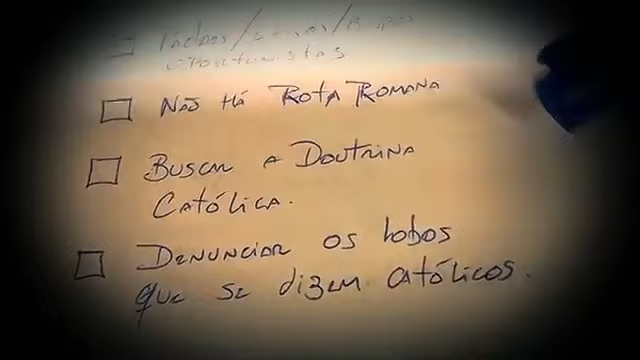 Não há Rota Romana
Buscar a Doutrina
Católica.
Denunciar os lobos
que se dizem católicos.